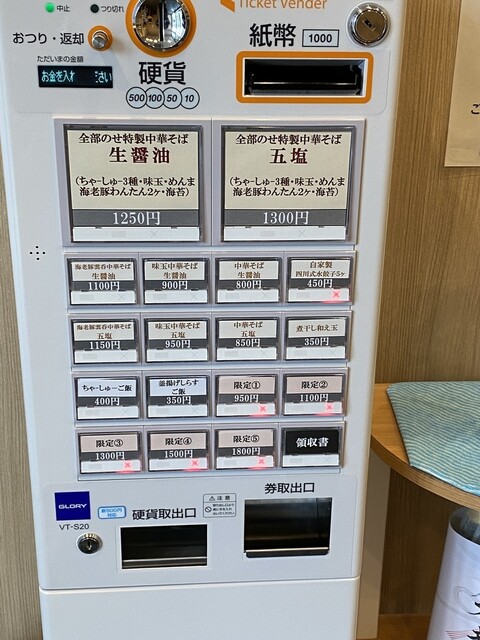 中止
つり切れ
Ticket Vender
おつり・返却
紙幣 1000
ただいまの金額
お金を入れ
さい
硬貨
500 100 50 10
全部のせ特製中華そば
生醤油
(ちゃーしゅー3種・味玉・めんま
海老豚わんたん2ヶ・海苔)
1250円
全部のせ特製中華そば
五塩
(ちゃーしゅー3種・味玉・めんま
海老豚わんたん2ヶ・海苔)
1300円
海老豚雲呑中華そば
生醤油
1100円
味玉中華そば
生醤油
900円
中華そば
生醤油
800円
自家製
四川式水餃子5ヶ
450円
海老豚雲呑中華そば
五塩
1150円
味玉中華そば
五塩
950円
中華そば
五塩
850円
煮干し和え玉
350円
ちゃーしゅーご飯
400円
釜揚げしらす
ご飯
350円
限定①
950円
限定②
1100円
限定③
1300円
限定④
1500円
限定⑤
1800円
領収書
GLORY
VT-S20
新500円
対応
硬貨取出口
注意
券取出口